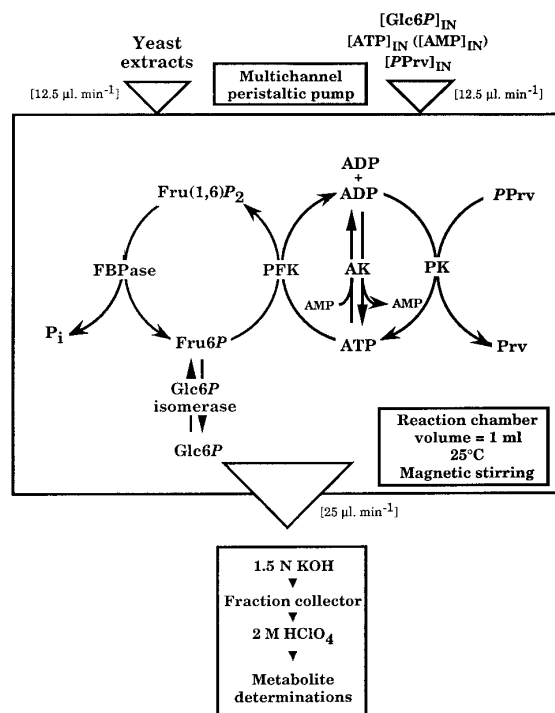 [Glc6P]IN
Yeast extracts
[ATP]IN ([AMP]IN)
[PPrv]IN
[12.5 µl. min-1]
Multichannel
peristaltic pump
[12.5 µl. min-1]
ADP
+
Fru(1,6)P2
ADP
PPrv
FBPase
PFK
AK
PK
AMP
AMP
Pi
Fru6P
ATP
Prv
Glc6P
isomerase
Glc6P
Reaction chamber
volume = 1 ml
25°C
Magnetic stirring
[25 µl. min-1]
1.5 N KOH
Fraction collector
2 M HClO4
Metabolite
determinations